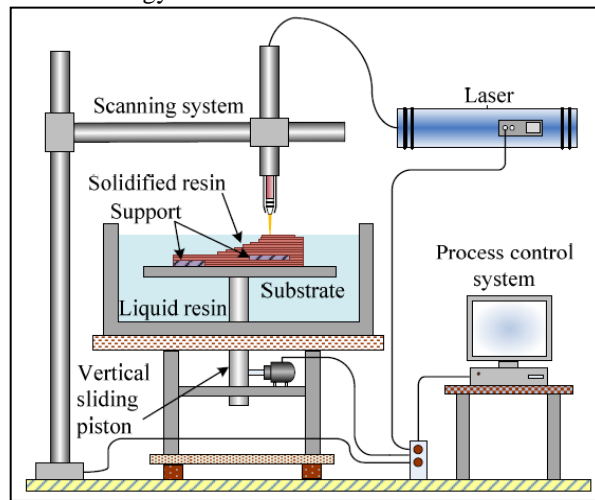 Scanning system
Laser
Solidified resin
Support
Process control
system
Substrate
Liquid resin
Vertical
sliding
piston